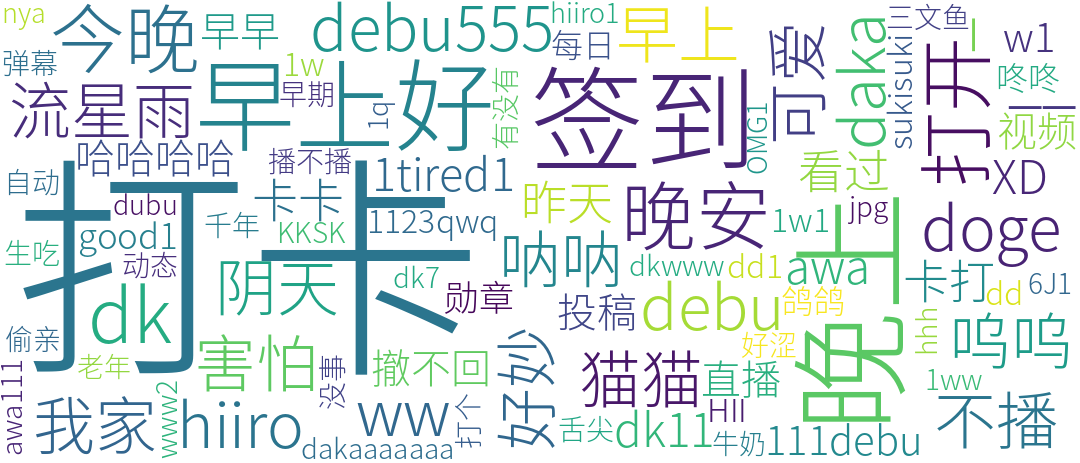 nya
今晚
早早
debu555
hiiro1
每日
早上
可爱
daka
三文鱼
sukisuki
打开
w1
弹幕
流星雨
早上好
1w
早期
1q
有没有
签到
OMG1
咚咚
视频
哈哈哈哈
播不播
1tired1
昨天
晚安
看过
XD
自动
打卡
dubu
卡卡
1123qwq
晚上
1w1
jpg
doge
生吃
good1
千年
KKSK
呐呐
dkwww
dd1
awa
卡打
6J1
动态
dk
阴天
dk7
勋章
投稿
debu
鸽鸽
dd
hhh
呜呜
偷亲
老年
害怕
没事
撤不回
好妙
猫猫
直播
好涩
1ww
awa111
我家
www2
hiiro
ww
打个
HII
不播
dakaaaaaaa
舌尖
dk11
牛奶
111debu